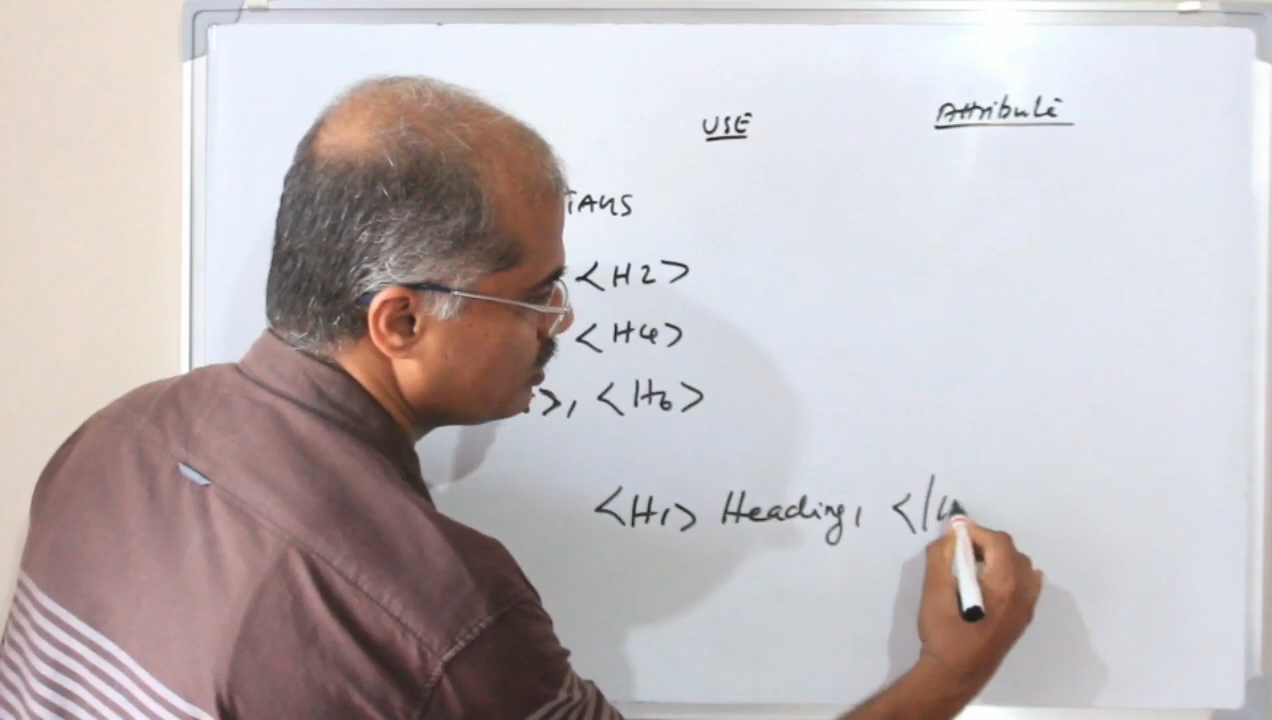 USE Attribute
TAGS
<H2>
<H4>
>, <H6>
<H1> Heading1 </